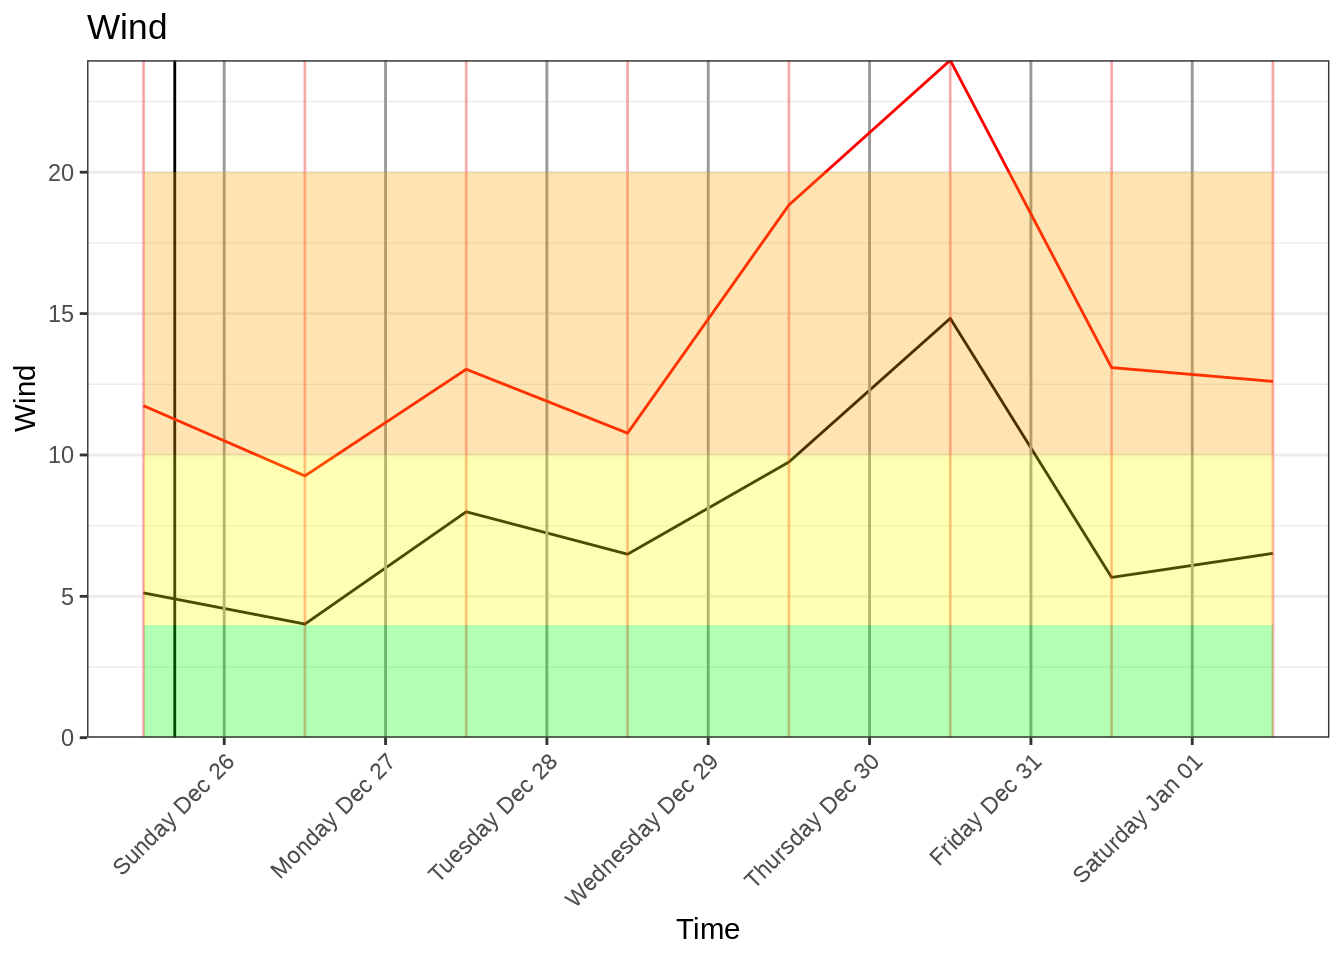 Wind
Wind
20
15
10
5
0
Sunday Dec 26
Monday Dec 27
Tuesday Dec 28
Wednesday Dec 29
Thursday Dec 30
Friday Dec 31
Saturday Jan 01
Time